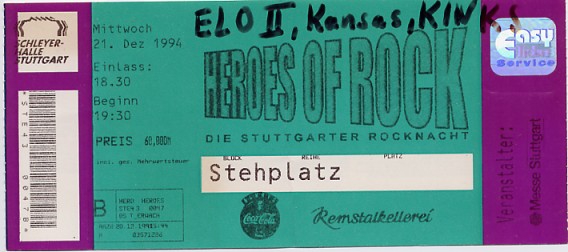 ELO II, Kansas, KINKS
SCHLEYER-
HALLE
STUTTGART
Mittwoch
21. Dez 1994
Einlass:
18.30
Beginn
19:30
PREIS 60,00DM
incl. ges. Mehrwertsteuer
HEROES OF ROCK
DIE STUTTGARTER ROCKNACHT
BLOCK REIHE PLATZ
Stehplatz
Easy
Ticket
Service
Veranstalter:
Messe Stuttgart
B
Coca-Cola
Remstalkellerei